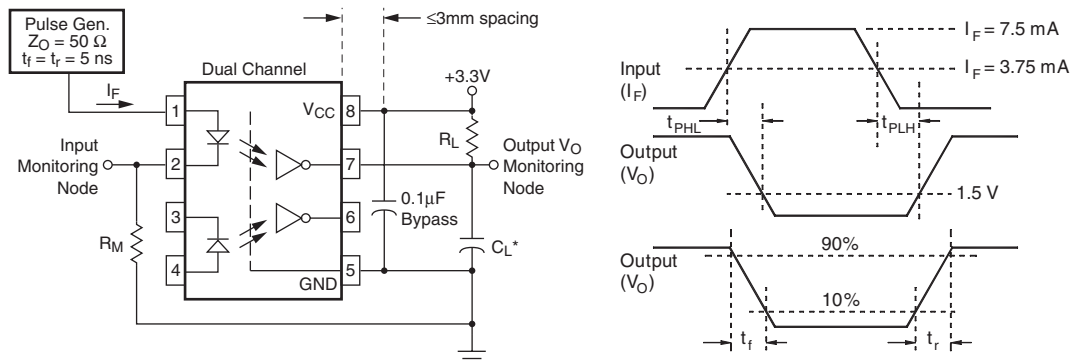 Pulse Gen.
Z_O = 50 Ω
t_f = t_r = 5 ns
≤3mm spacing
Dual Channel
+3.3V
I_F
1
V_CC
8
R_L
Input
Monitoring
Node
2
7
Output V_O
Monitoring
Node
3
6
0.1µF
Bypass
R_M
C_L*
4
5
GND
I_F = 7.5 mA
Input
(I_F)
I_F = 3.75 mA
t_PHL
t_PLH
Output
(V_O)
1.5 V
90%
Output
(V_O)
10%
t_f
t_r